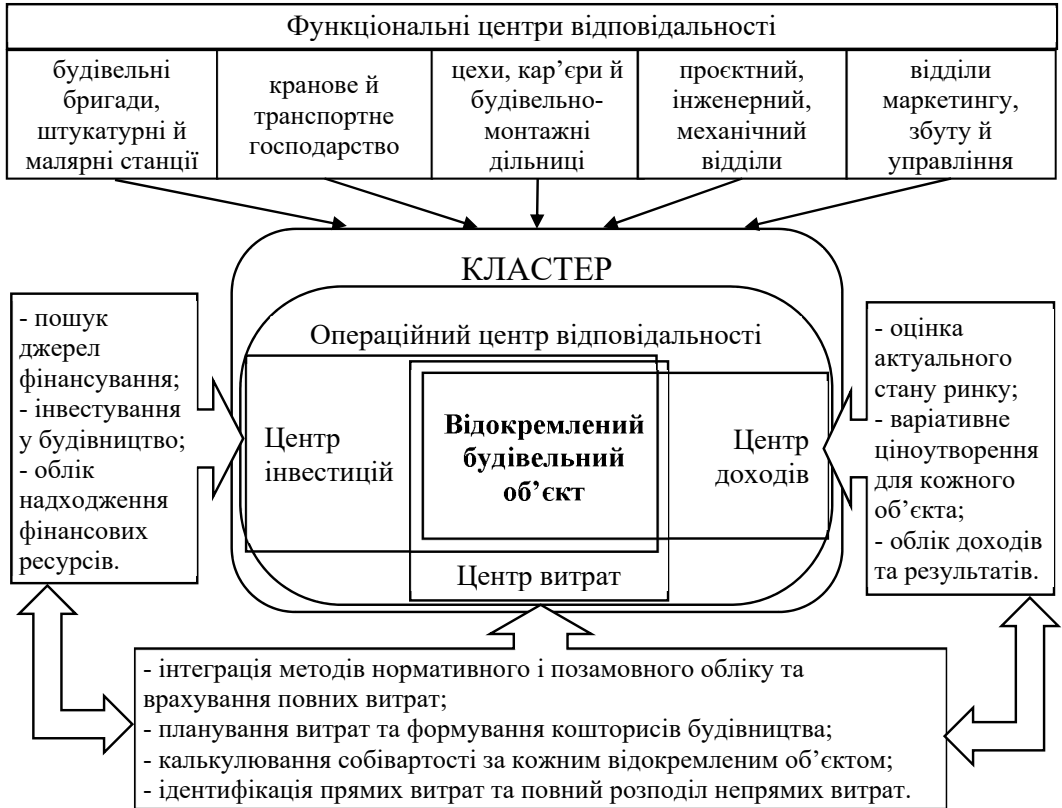 Функціональні центри відповідальності
будівельні
бригади,
штукатурні й
малярні станції
кранове й
транспортне
господарство
цехи, кар’єри й
будівельно-
монтажні
дільниці
проєктний,
інженерний,
механічний
відділи
відділи
маркетингу,
збуту й
управління
КЛАСТЕР
Операційний центр відповідальності
- пошук
джерел
фінансування;
- інвестування
у будівництво;
- облік
надходження
фінансових
ресурсів.
Центр
інвестицій
Відокремлений
будівельний
об’єкт
Центр
доходів
Центр витрат
- оцінка
актуального
стану ринку;
- варіативне
ціноутворення
для кожного
об’єкта;
- облік доходів
та результатів.
- інтеграція методів нормативного і позамовного обліку та
врахування повних витрат;
- планування витрат та формування кошторисів будівництва;
- калькулювання собівартості за кожним відокремленим об’єктом;
- ідентифікація прямих витрат та повний розподіл непрямих витрат.